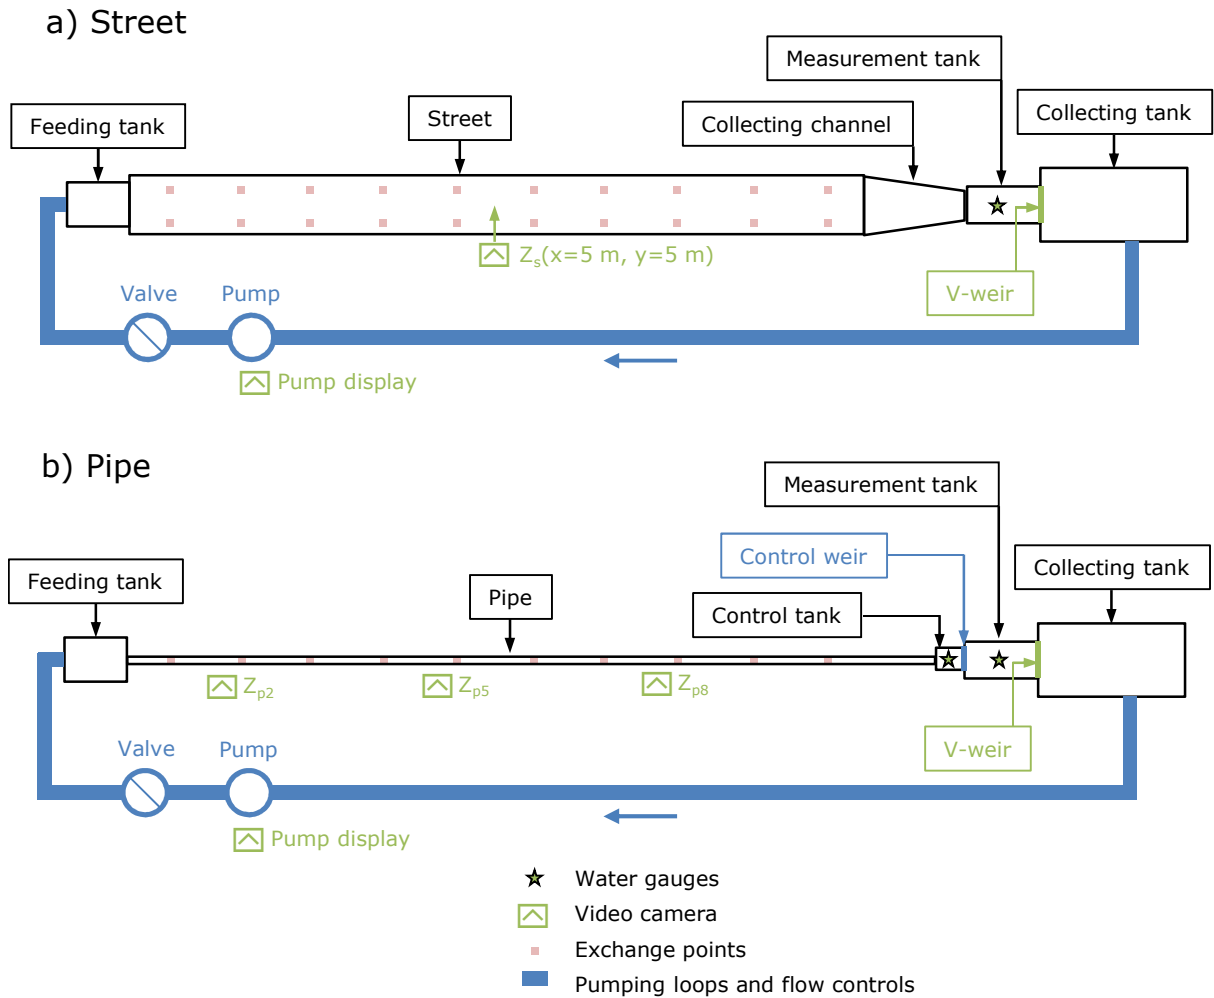 a) Street
Measurement tank
Feeding tank
Street
Collecting channel
Collecting tank
Zs(x=5 m, y=5 m)
V-weir
Valve
Pump
Pump display
b) Pipe
Measurement tank
Control weir
Feeding tank
Pipe
Control tank
Collecting tank
Zp2
Zp5
Zp8
V-weir
Valve
Pump
Pump display
Water gauges
Video camera
Exchange points
Pumping loops and flow controls